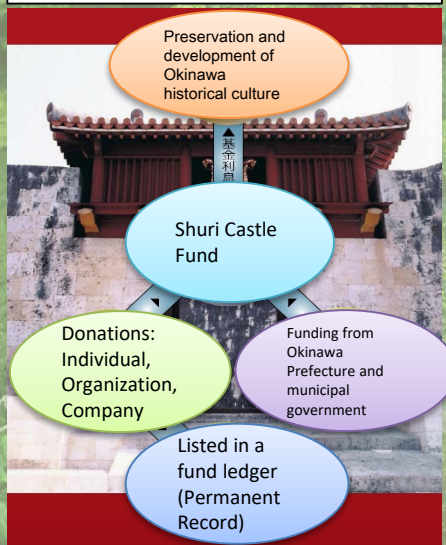 Preservation and
development of
Okinawa
historical culture
▲基金利息
Shuri Castle
Fund
Donations:
Individual,
Organization,
Company
Funding from
Okinawa
Prefecture and
municipal
government
Listed in a
fund ledger
(Permanent
Record)